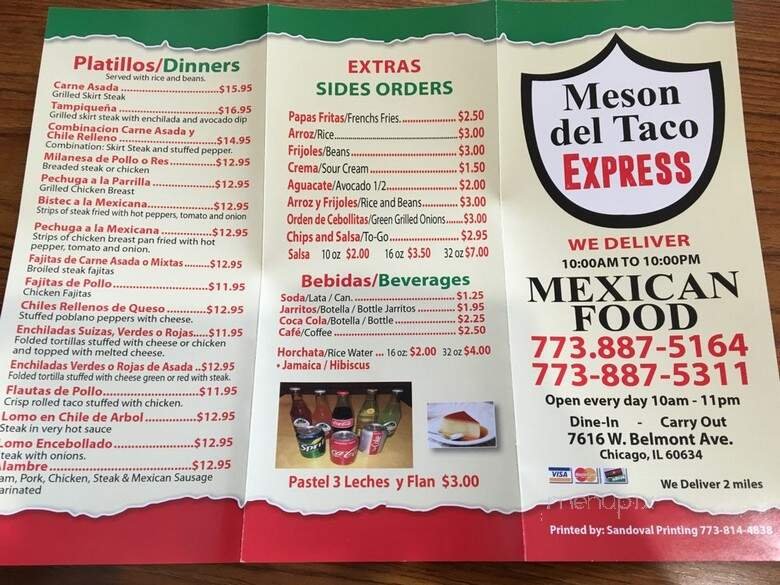 Platillos/Dinners
Served with rice and beans.
Carne Asada..................$15.95
Grilled Skirt Steak
Tampiqueña..................$16.95
Grilled skirt steak with enchilada and avocado dip
Combinacion Carne Asada y
Chile Relleno..................$14.95
Combination: Skirt Steak and stuffed pepper.
Milanesa de Pollo o Res..........$12.95
Breaded steak or chicken
Pechuga a la Parrilla..............$12.95
Grilled Chicken Breast
Bistec a la Mexicana..............$12.95
Strips of steak fried with hot peppers, tomato and onion
Pechuga a la Mexicana............$12.95
Strips of chicken breast pan fried with hot
pepper, tomato and onion.
Fajitas de Carne Asada o Mixtas......$12.95
Broiled steak fajitas
Fajitas de Pollo..................$11.95
Chicken Fajitas
Chiles Rellenos de Queso..........$12.95
Stuffed poblano peppers with cheese.
Enchiladas Suizas, Verdes o Rojas.....$11.95
Folded tortillas stuffed with cheese or chicken
and topped with melted cheese.
Enchiladas Verdes o Rojas de Asada..$12.95
Folded tortilla stuffed with cheese green or red with steak.
Flautas de Pollo..................$11.95
Crisp rolled taco stuffed with chicken.
Lomo en Chile de Arbol............$12.95
Steak in very hot sauce
Lomo Encebollado................$12.95
teak with onions.
Alambre........................$12.95
am, Pork, Chicken, Steak & Mexican Sausage
arinated
EXTRAS
SIDES ORDERS
Papas Fritas/Frenchs Fries..............$2.50
Arroz/Rice..............................$3.00
Frijoles/Beans..........................$3.00
Crema/Sour Cream......................$1.50
Aguacate/Avocado 1/2..................$2.00
Arroz y Frijoles/Rice and Beans..........$3.00
Orden de Cebollitas/Green Grilled Onions......$3.00
Chips and Salsa/To-Go..................$2.95
Salsa 10 oz $2.00 16 oz $3.50 32 oz $7.00
Bebidas/Beverages
Soda/Lata / Can..........................$1.25
Jarritos/Botella / Bottle Jarritos..........$1.95
Coca Cola/Botella / Bottle..............$2.25
Café/Coffee..............................$2.50
Horchata/Rice Water ... 16 oz: $2.00 32 oz $4.00
• Jamaica / Hibiscus
Pastel 3 Leches y Flan $3.00
Meson
del Taco
EXPRESS
WE DELIVER
10:00AM TO 10:00PM
MEXICAN
FOOD
773.887-5164
773-887-5311
Open every day 10am - 11pm
Dine-In - Carry Out
7616 W. Belmont Ave.
Chicago, IL 60634
VISA
We Deliver 2 miles
menupix
Printed by: Sandoval Printing 773-814-4838